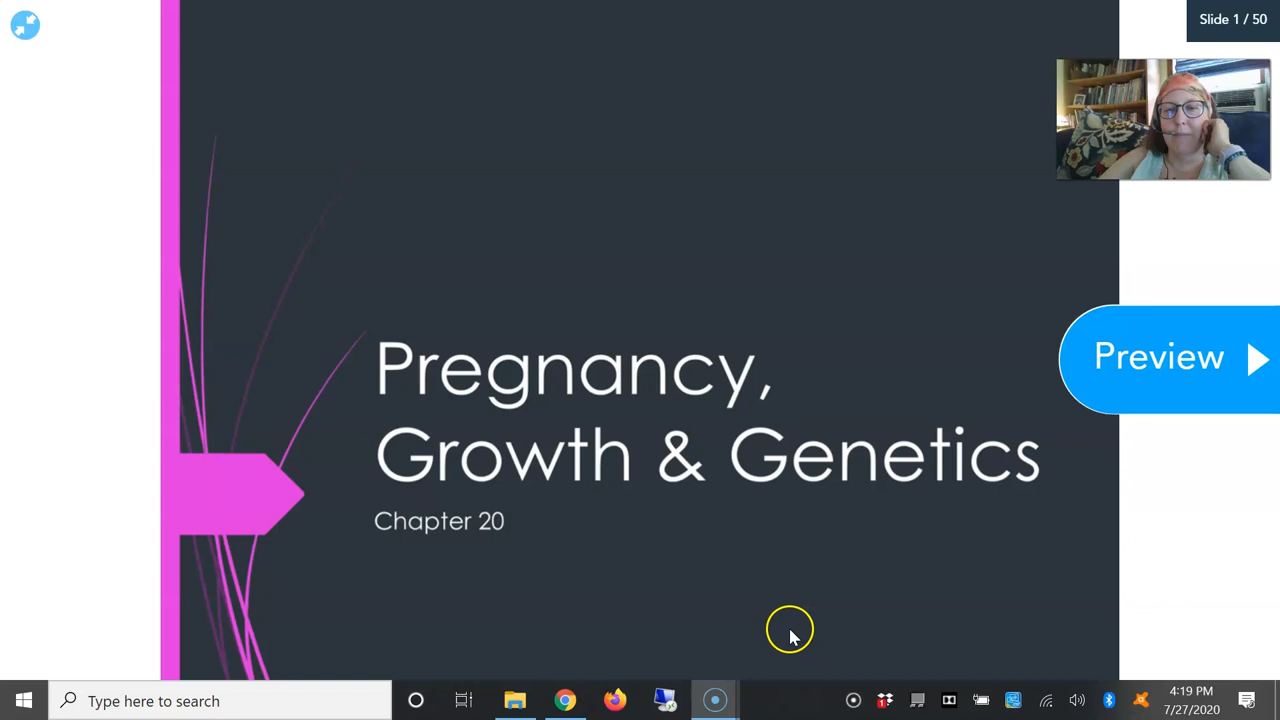 Slide 1 / 50
Preview
Pregnancy,
Growth & Genetics
Chapter 20
Type here to search
1
4:19 PM
7/27/2020